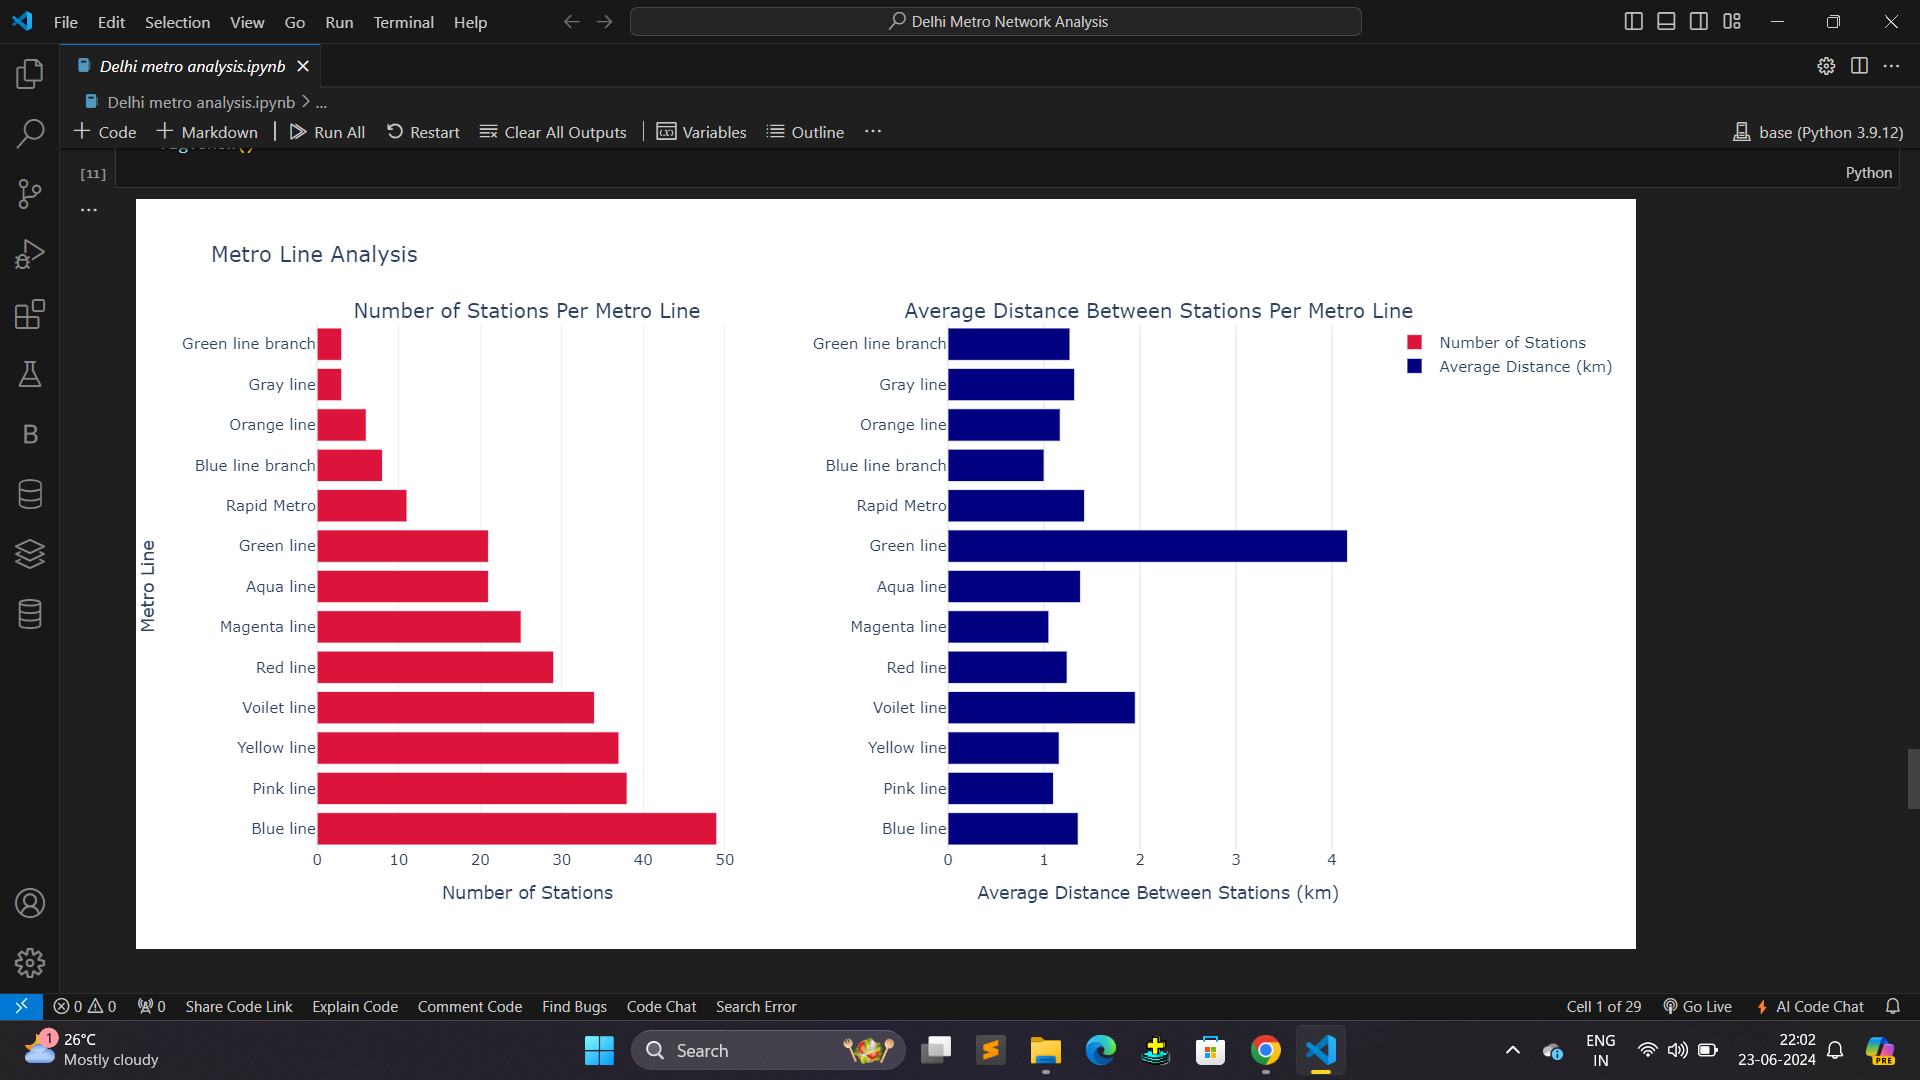 File Edit Selection View Go Run Terminal Help
Delhi Metro Network Analysis
Delhi metro analysis.ipynb
Delhi metro analysis.ipynb > ...
Code Markdown Run All Restart Clear All Outputs Variables Outline ... base (Python 3.9.12)
[11]
Python
Metro Line Analysis
Number of Stations Per Metro Line
Metro Line
Green line branch
Gray line
Orange line
Blue line branch
Rapid Metro
Green line
Aqua line
Magenta line
Red line
Voilet line
Yellow line
Pink line
Blue line
0 10 20 30 40 50
Number of Stations
Average Distance Between Stations Per Metro Line
Green line branch
Gray line
Orange line
Blue line branch
Rapid Metro
Green line
Aqua line
Magenta line
Red line
Voilet line
Yellow line
Pink line
Blue line
0 1 2 3 4
Average Distance Between Stations (km)
Number of Stations
Average Distance (km)
0 0 0 Share Code Link Explain Code Comment Code Find Bugs Code Chat Search Error
Cell 1 of 29 Go Live AI Code Chat
1
26°C
Mostly cloudy
Search
ENG
IN
22:02
23-06-2024
PRE